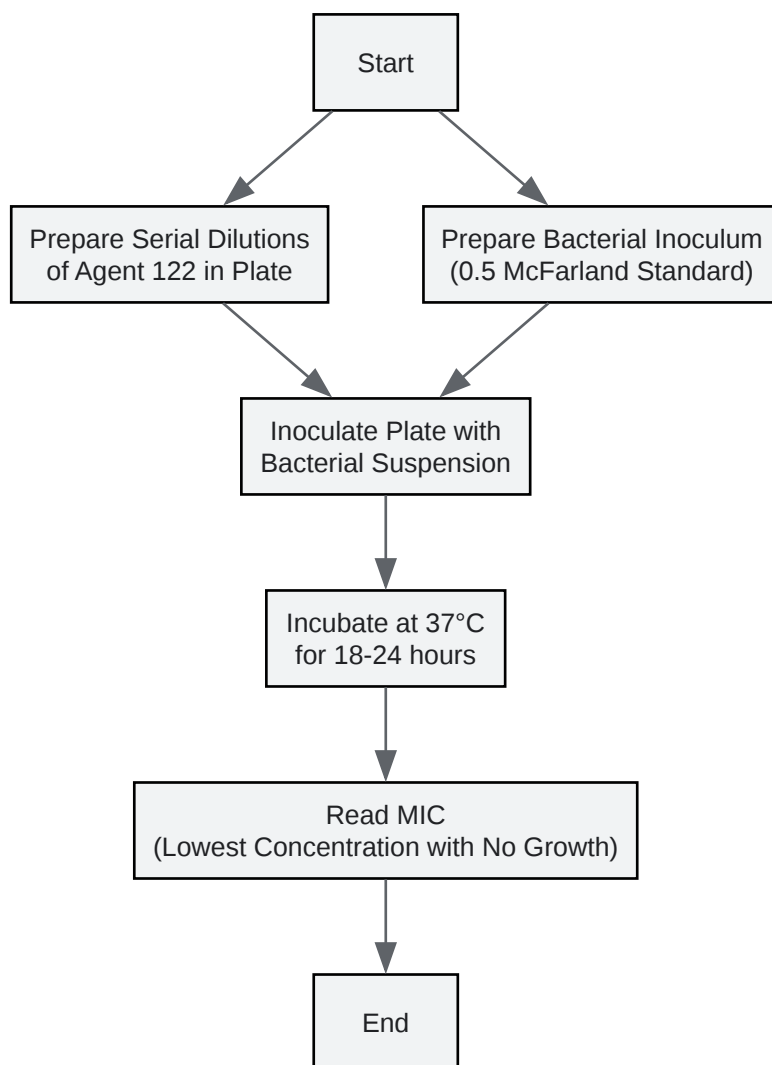 Start
Prepare Serial Dilutions
of Agent 122 in Plate
Prepare Bacterial Inoculum
(0.5 McFarland Standard)
Inoculate Plate with
Bacterial Suspension
Incubate at 37°C
for 18-24 hours
Read MIC
(Lowest Concentration with No Growth)
End